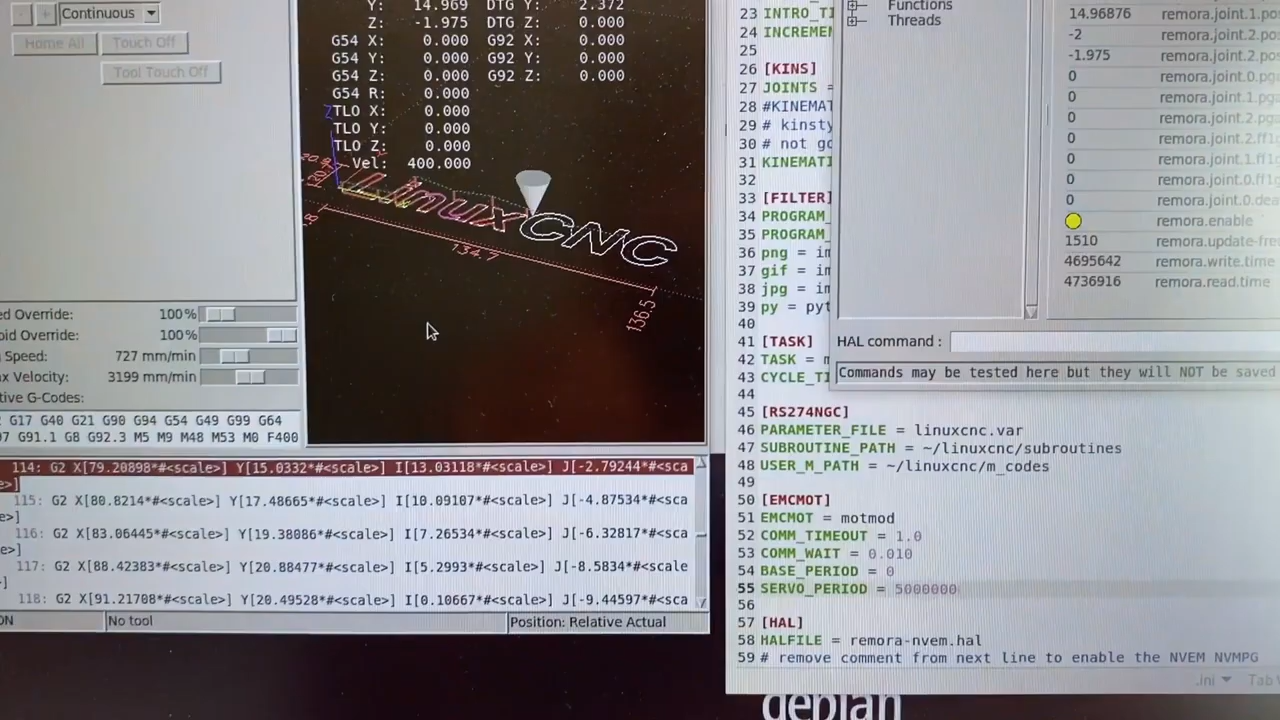 Continuous
Home All
Touch Off
Tool Touch Off
Y: 14.969 DTG Y: 2.372
Z: -1.975 DTG Z: 0.000
G54 X: 0.000 G92 X: 0.000
G54 Y: 0.000 G92 Y: 0.000
G54 Z: 0.000 G92 Z: 0.000
G54 R: 0.000
TLO X: 0.000
TLO Y: 0.000
TLO Z: 0.000
Vel: 400.000
Z
LinuxCNC
134.7
136.5
ed Override: 100%
pid Override: 100%
Speed: 727 mm/min
x Velocity: 3199 mm/min
tive G-Codes:
G17 G40 G21 G90 G94 G54 G49 G99 G64
97 G91.1 G8 G92.3 M5 M9 M48 M53 M0 F400
114: G2 X[79.20898*#<scale>] Y[15.0332*#<scale>] I[13.03118*#<scale>] J[-2.79244*#<sca
e>]
115: G2 X[80.8214*#<scale>] Y[17.48665*#<scale>] I[10.09107*#<scale>] J[-4.87534*#<sca
e>]
116: G2 X[83.06445*#<scale>] Y[19.38086*#<scale>] I[7.26534*#<scale>] J[-6.32817*#<sca
e>]
117: G2 X[88.42383*#<scale>] Y[20.88477*#<scale>] I[5.2993*#<scale>] J[-8.5834*#<scale
>]
118: G2 X[91.21708*#<scale>] Y[20.49528*#<scale>] I[0.10667*#<scale>] J[-9.44597*#<sca
ON
No tool
Position: Relative Actual
23 INTRO_TI
24 INCREMEN
25
26 [KINS]
27 JOINTS =
28 #KINEMAT
29 # kinsty
30 # not go
31 KINEMATI
32
33 [FILTER]
34 PROGRAM_
35 PROGRAM_
36 png = im
37 gif = im
38 jpg = im
39 py = pyt
40
41 [TASK]
42 TASK = m
43 CYCLE_TI
44
45 [RS274NGC]
46 PARAMETER_FILE = linuxcnc.var
47 SUBROUTINE_PATH = ~/linuxcnc/subroutines
48 USER_M_PATH = ~/linuxcnc/m_codes
49
50 [EMCMOT]
51 EMCMOT = motmod
52 COMM_TIMEOUT = 1.0
53 COMM_WAIT = 0.010
54 BASE_PERIOD = 0
55 SERVO_PERIOD = 5000000
56
57 [HAL]
58 HALFILE = remora-nvem.hal
59 # remove comment from next line to enable the NVEM NVMPG
.ini
Tab
Functions
Threads
14.96876 remora.joint.1.po
-2 remora.joint.2.pos
-1.975 remora.joint.2.pos
0 remora.joint.0.pga
0 remora.joint.1.pga
0 remora.joint.2.pga
0 remora.joint.2.ff1
0 remora.joint.1.ff1
0 remora.joint.0.ff1g
0 remora.joint.0.dea
remora.enable
1510 remora.update-fre
4695642 remora.write.time
4736916 remora.read.time
HAL command :
Commands may be tested here but they will NOT be saved
debian